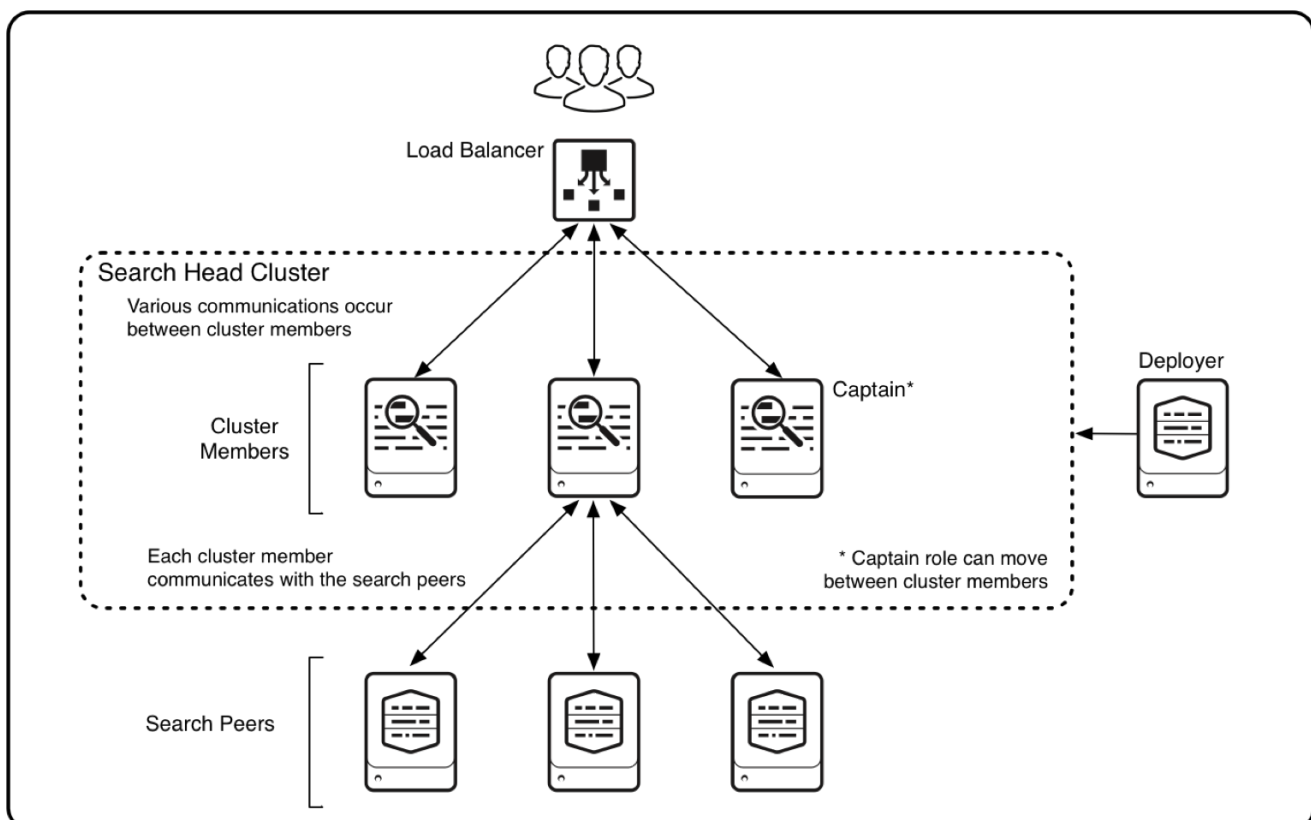 Load Balancer
Search Head Cluster
Various communications occur
between cluster members
Deployer
Captain*
Cluster
Members
Each cluster member
communicates with the search peers
* Captain role can move
between cluster members
Search Peers